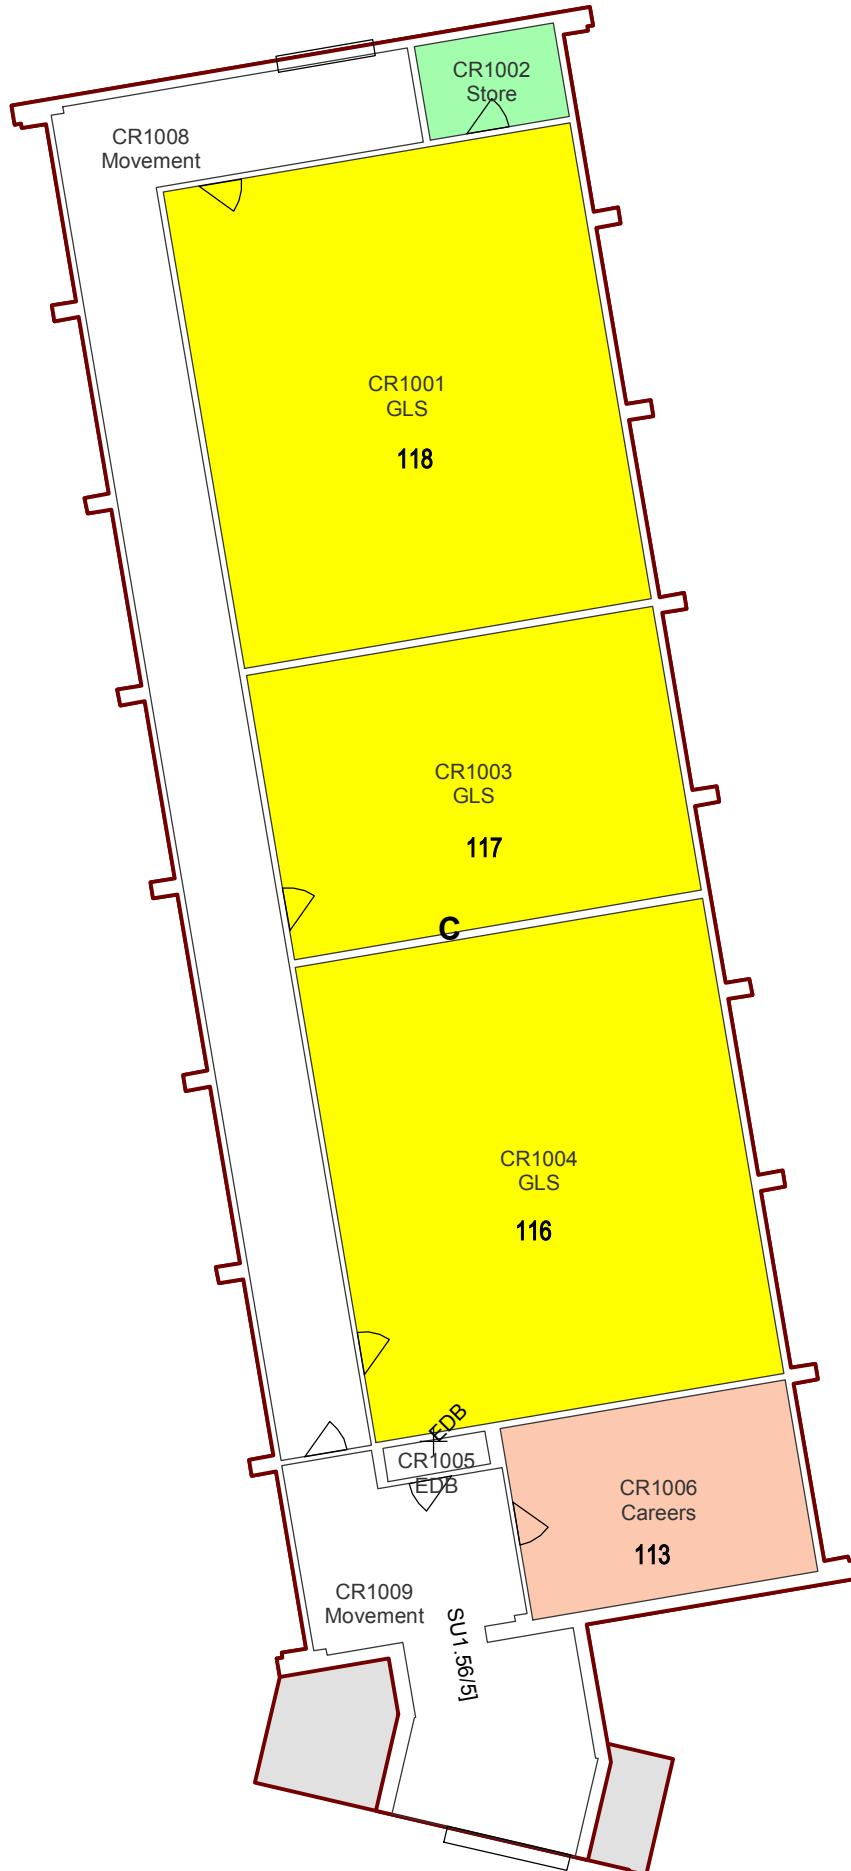 CR1002
Store
CR1008
Movement
CR1001
GLS
118
CR1003
GLS
117
C
CR1004
GLS
116
EDB
CR1005
EDB
CR1006
Careers
113
CR1009
Movement
SU1.56/5]